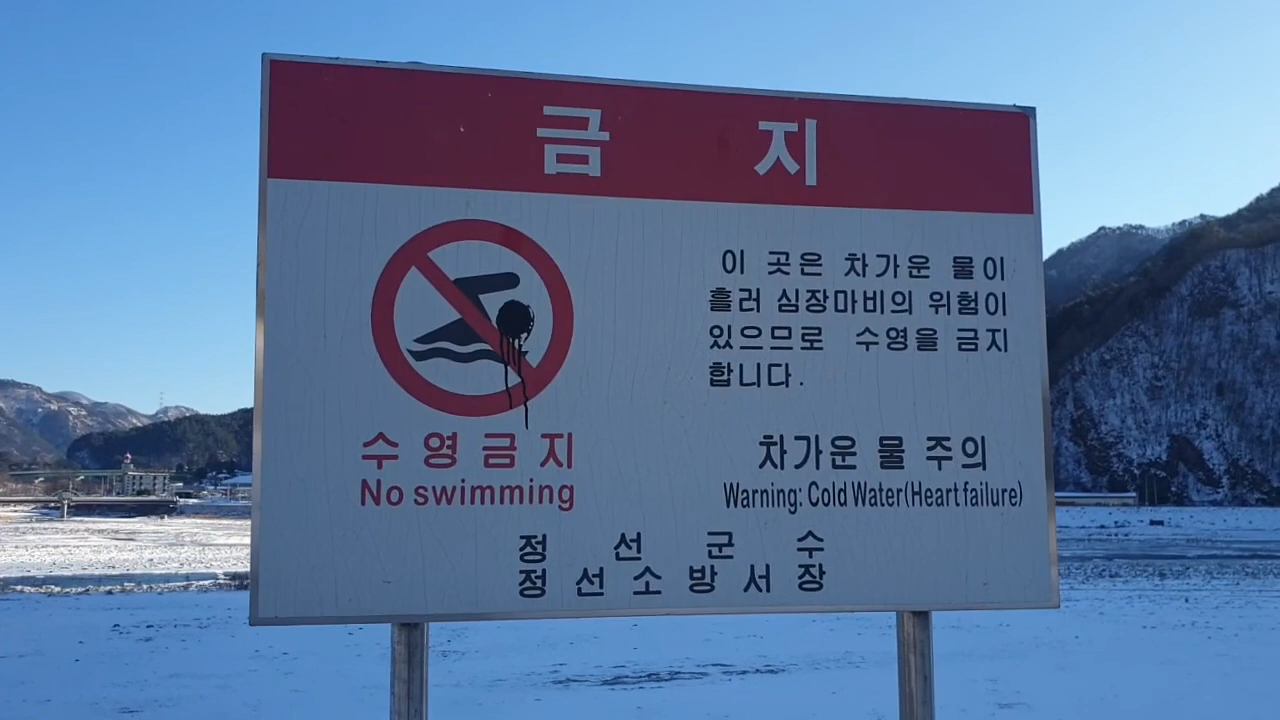 금 지
이 곳은 차가운 물이
흘러 심장마비의 위험이
있으므로 수영을 금지
합니다.
수영금지
No swimming
차가운 물 주의
Warning: Cold Water(Heart failure)
정 선 군 수
정 선 소 방 서 장